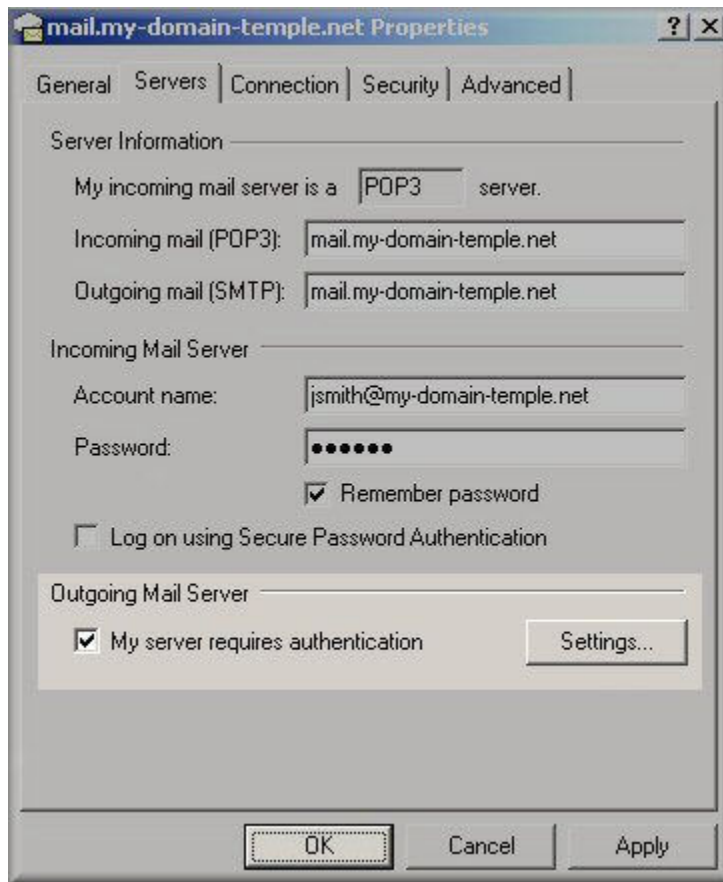 mail.my-domain-temple.net Properties
General Servers Connection Security Advanced
Server Information
My incoming mail server is a POP3 server.
Incoming mail (POP3): mail.my-domain-temple.net
Outgoing mail (SMTP): mail.my-domain-temple.net
Incoming Mail Server
Account name: jsmith@my-domain-temple.net
Password: ●●●●●●
Remember password
Log on using Secure Password Authentication
Outgoing Mail Server
My server requires authentication Settings...
OK Cancel Apply